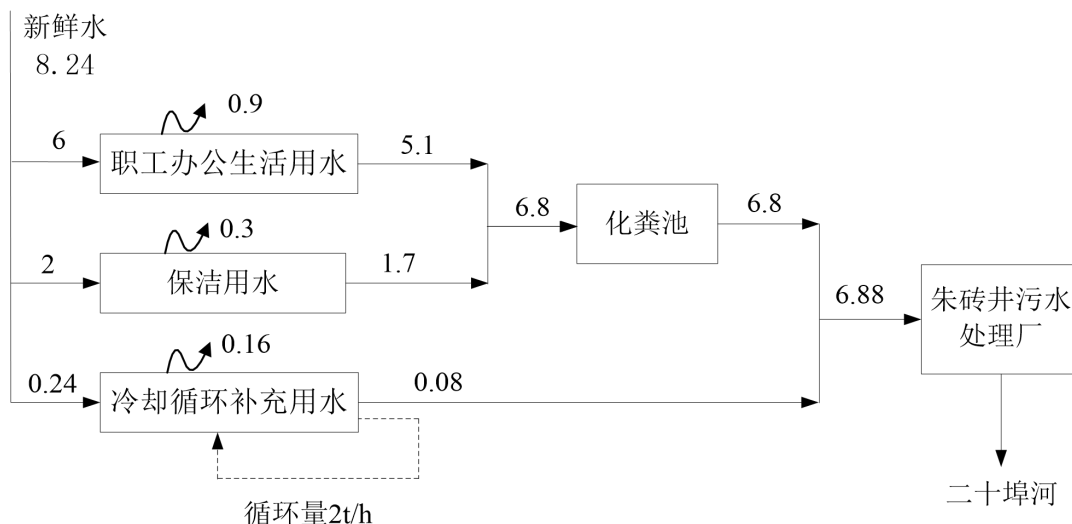 新鲜水
8.24
0.9
6
职工办公生活用水
5.1
6.8
化粪池
6.8
0.3
2
保洁用水
1.7
6.88
朱砖井污水
处理厂
0.16
0.24
冷却循环补充用水
0.08
循环量2t/h
二十埠河